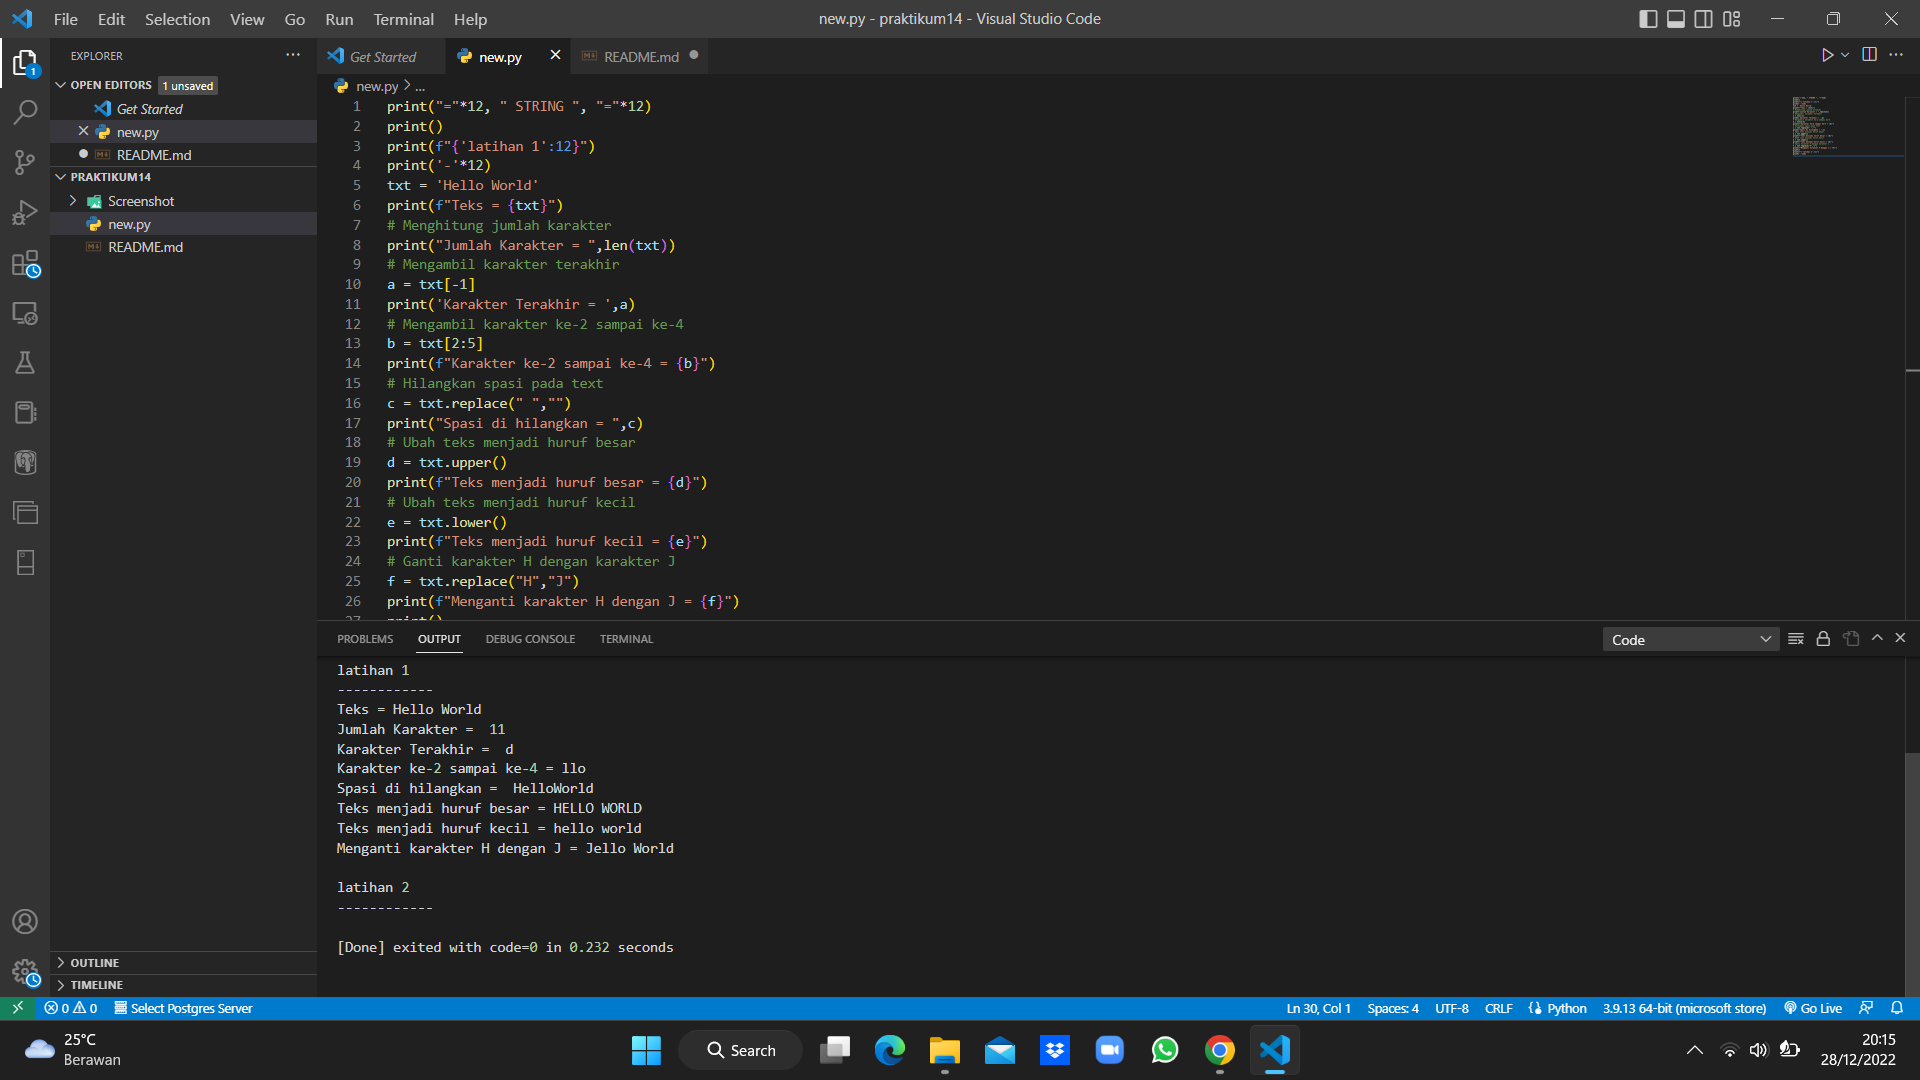 File Edit Selection View Go Run Terminal Help
new.py - praktikum14 - Visual Studio Code
EXPLORER
OPEN EDITORS 1 unsaved
Get Started
new.py
README.md
PRAKTIKUM14
Screenshot
new.py
README.md
OUTLINE
TIMELINE
Get Started new.py README.md
new.py > ...
1 print("="*12, " STRING ", "="*12)
2 print()
3 print(f"{'latihan 1':12}")
4 print('-'*12)
5 txt = 'Hello World'
6 print(f"Teks = {txt}")
7 # Menghitung jumlah karakter
8 print("Jumlah Karakter = ",len(txt))
9 # Mengambil karakter terakhir
10 a = txt[-1]
11 print('Karakter Terakhir = ',a)
12 # Mengambil karakter ke-2 sampai ke-4
13 b = txt[2:5]
14 print(f"Karakter ke-2 sampai ke-4 = {b}")
15 # Hilangkan spasi pada text
16 c = txt.replace(" ","")
17 print("Spasi di hilangkan = ",c)
18 # Ubah teks menjadi huruf besar
19 d = txt.upper()
20 print(f"Teks menjadi huruf besar = {d}")
21 # Ubah teks menjadi huruf kecil
22 e = txt.lower()
23 print(f"Teks menjadi huruf kecil = {e}")
24 # Ganti karakter H dengan karakter J
25 f = txt.replace("H","J")
26 print(f"Menganti karakter H dengan J = {f}")
27 print()
PROBLEMS OUTPUT DEBUG CONSOLE TERMINAL
Code
latihan 1
------------
Teks = Hello World
Jumlah Karakter =  11
Karakter Terakhir =  d
Karakter ke-2 sampai ke-4 = llo
Spasi di hilangkan =  HelloWorld
Teks menjadi huruf besar = HELLO WORLD
Teks menjadi huruf kecil = hello world
Menganti karakter H dengan J = Jello World
latihan 2
------------
[Done] exited with code=0 in 0.232 seconds
0 0 Select Postgres Server
Ln 30, Col 1 Spaces: 4 UTF-8 CRLF Python 3.9.13 64-bit (microsoft store) Go Live
25°C
Berawan
Search
20:15
28/12/2022